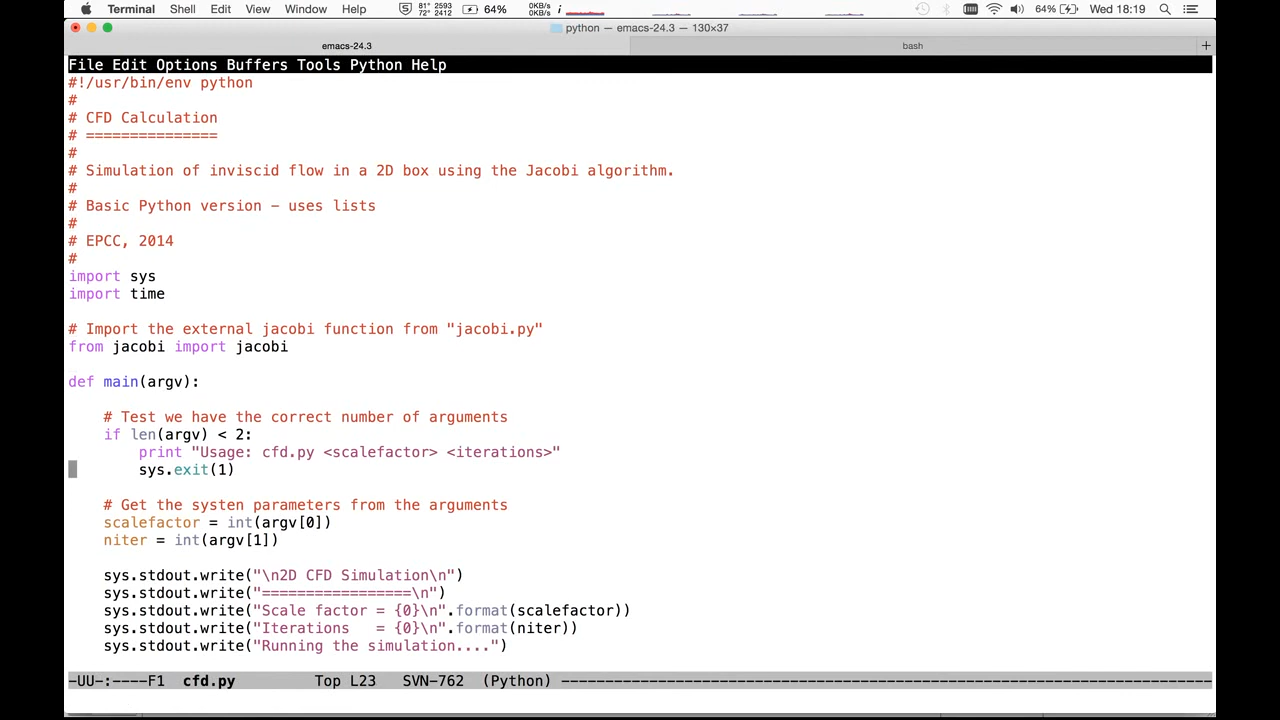 Terminal Shell Edit View Window Help 81° 2593 72° 2412 64% 0KB/s 0KB/s 64% Wed 18:19
python — emacs-24.3 — 130×37
emacs-24.3 bash +
File Edit Options Buffers Tools Python Help
#!/usr/bin/env python
#
# CFD Calculation
# ===============
#
# Simulation of inviscid flow in a 2D box using the Jacobi algorithm.
#
# Basic Python version - uses lists
#
# EPCC, 2014
#
import sys
import time
# Import the external jacobi function from "jacobi.py"
from jacobi import jacobi
def main(argv):
# Test we have the correct number of arguments
if len(argv) < 2:
print "Usage: cfd.py <scalefactor> <iterations>"
sys.exit(1)
# Get the systen parameters from the arguments
scalefactor = int(argv[0])
niter = int(argv[1])
sys.stdout.write("\n2D CFD Simulation\n")
sys.stdout.write("=================\n")
sys.stdout.write("Scale factor = {0}\n".format(scalefactor))
sys.stdout.write("Iterations   = {0}\n".format(niter))
sys.stdout.write("Running the simulation....")
-UU-:----F1  cfd.py         Top L23   SVN-762  (Python) --------------------------------------------------------------------------